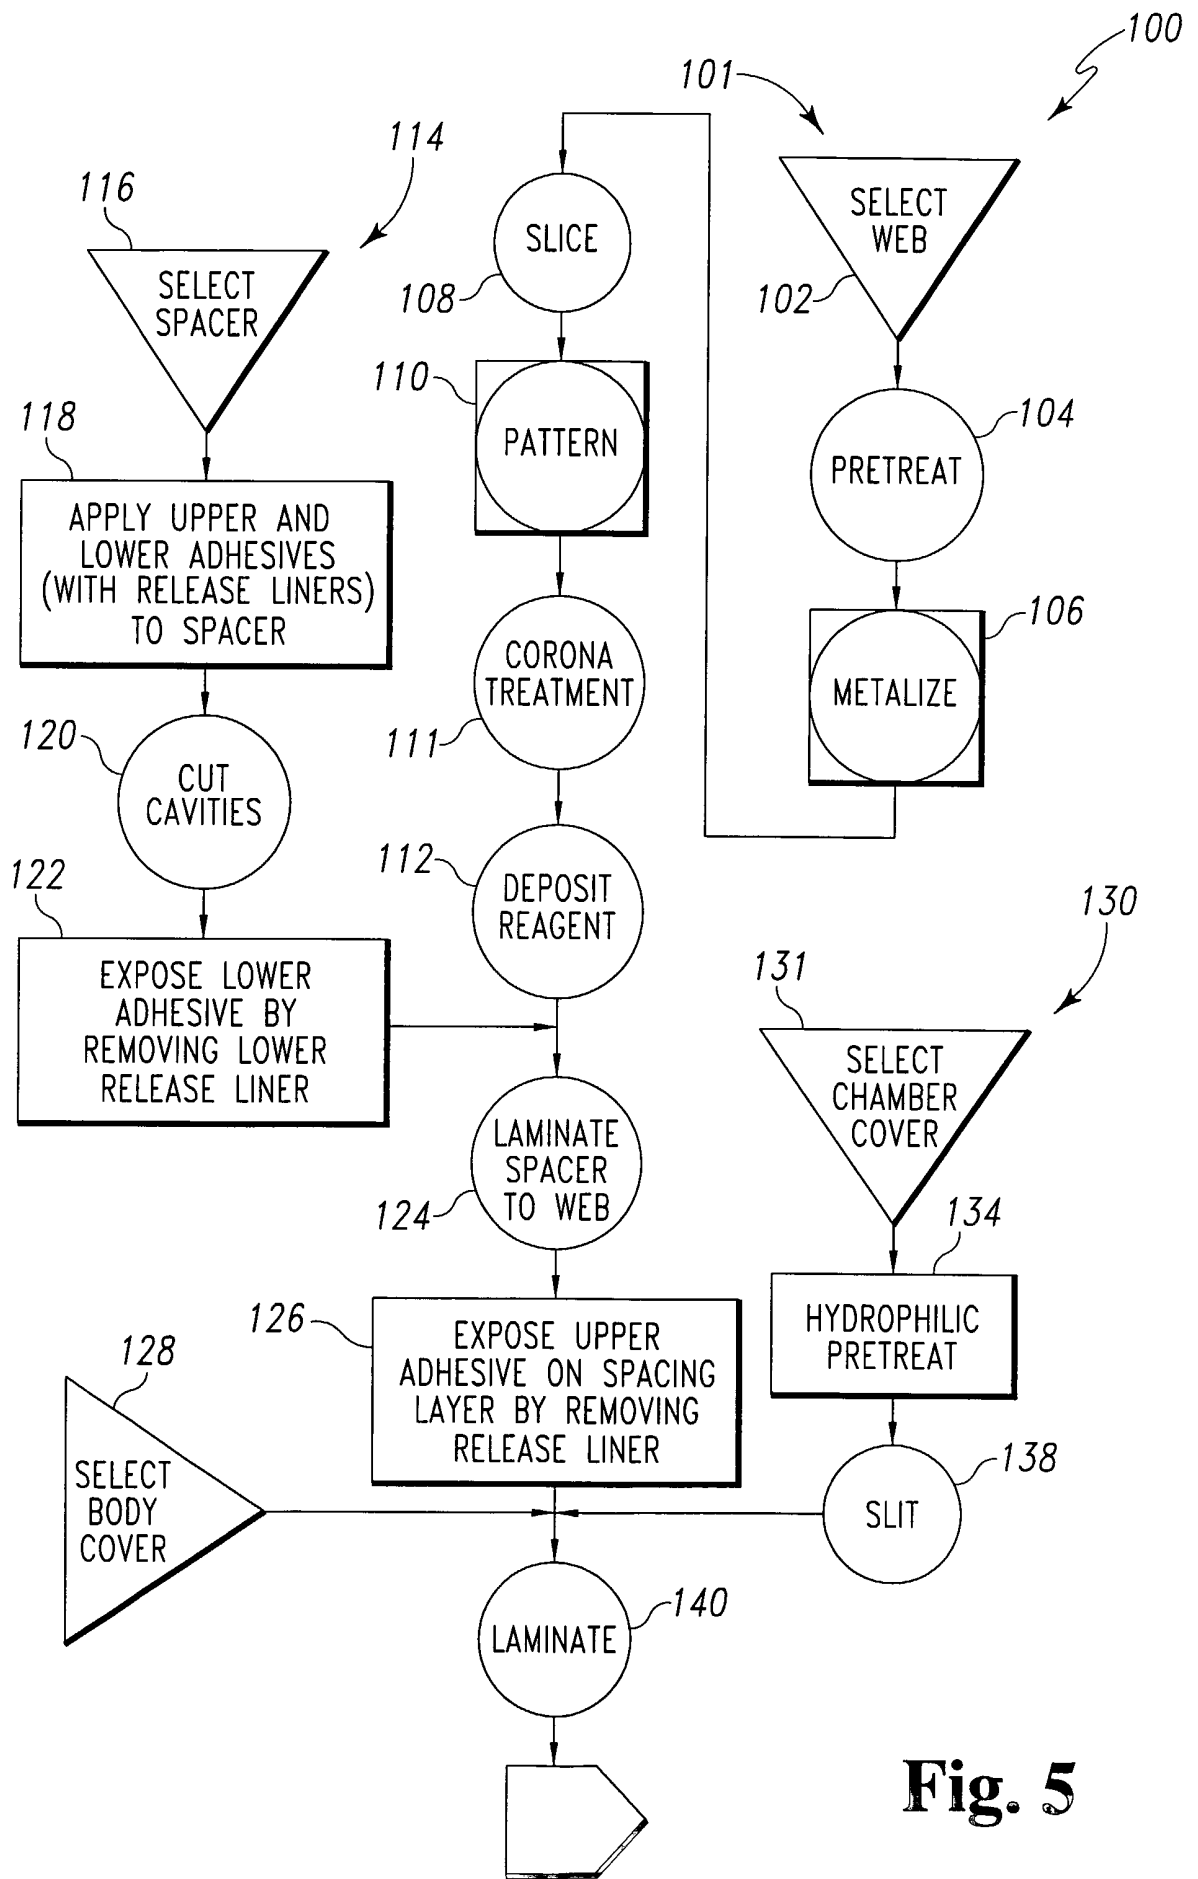 100
101
SELECT
WEB
102
104
PRETREAT
106
METALIZE
SLICE
108
110
PATTERN
CORONA
TREATMENT
111
112
DEPOSIT
REAGENT
114
116
SELECT
SPACER
118
APPLY UPPER AND
LOWER ADHESIVES
(WITH RELEASE LINERS)
TO SPACER
120
CUT
CAVITIES
122
EXPOSE LOWER
ADHESIVE BY
REMOVING LOWER
RELEASE LINER
LAMINATE
SPACER
TO WEB
124
126
EXPOSE UPPER
ADHESIVE ON SPACING
LAYER BY REMOVING
RELEASE LINER
128
SELECT
BODY
COVER
130
131
SELECT
CHAMBER
COVER
134
HYDROPHILIC
PRETREAT
138
SLIT
140
LAMINATE
Fig. 5